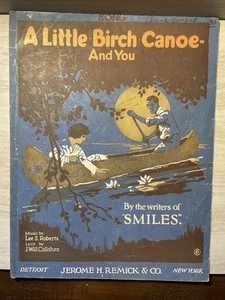 SONG
A Little Birch Canoe-
And You
By the writers of
"SMILES".
Music by
Lee S. Roberts
Lyric by
J. Will Callahan
DETROIT JEROME H. REMICK & CO. NEW YORK